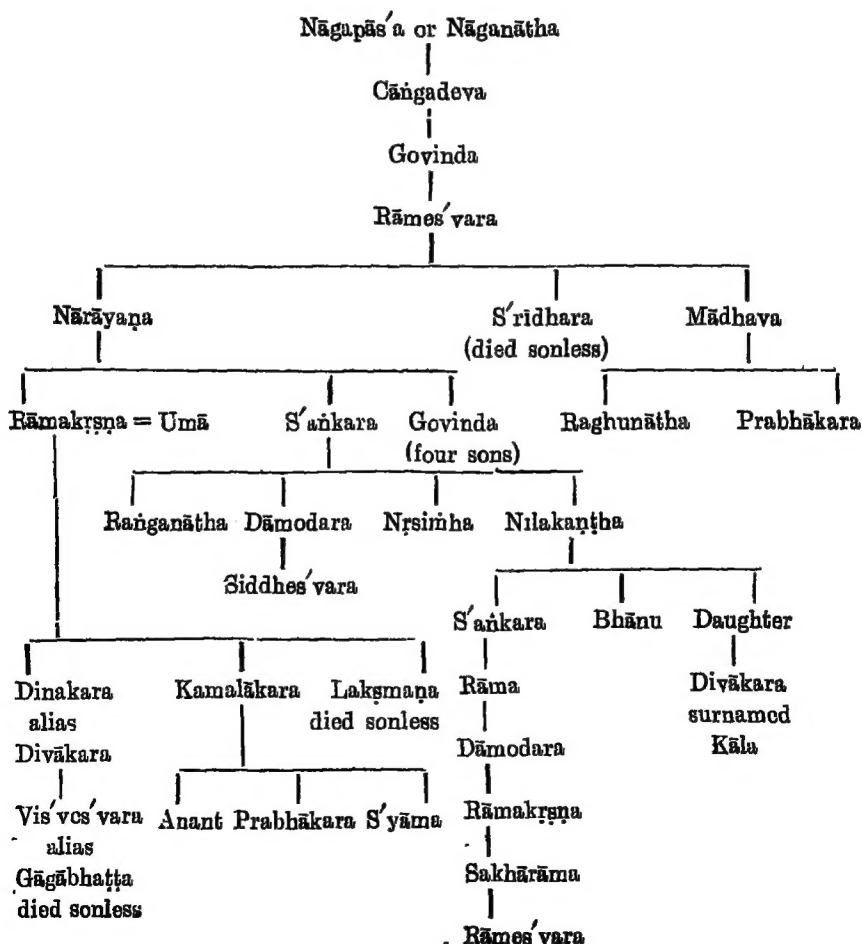 Nāgapās′a or Nāganātha
Cāṅgadeva
Govinda
Rāmes′vara
Nārāyaṇa S′rīdhara Mādhava
(died sonless)
Rāmakṛṣṇa = Umā S′aṅkara Govinda Raghunātha Prabhākara
(four sons)
Raṅganātha Dāmodara Nṛsiṁha Nīlakaṇṭha
Siddhes′vara
S′aṅkara Bhānu Daughter
Dinakara Kamalākara Lakṣmaṇa Rāma Divākara
alias died sonless surnamed
Divākara Dāmodara Kāla
Vis′ves′vara Anant Prabhākara S′yāma Rāmakṛṣṇa
alias
Gāgābhaṭṭa Sakhārāma
died sonless
Rāmes′vara